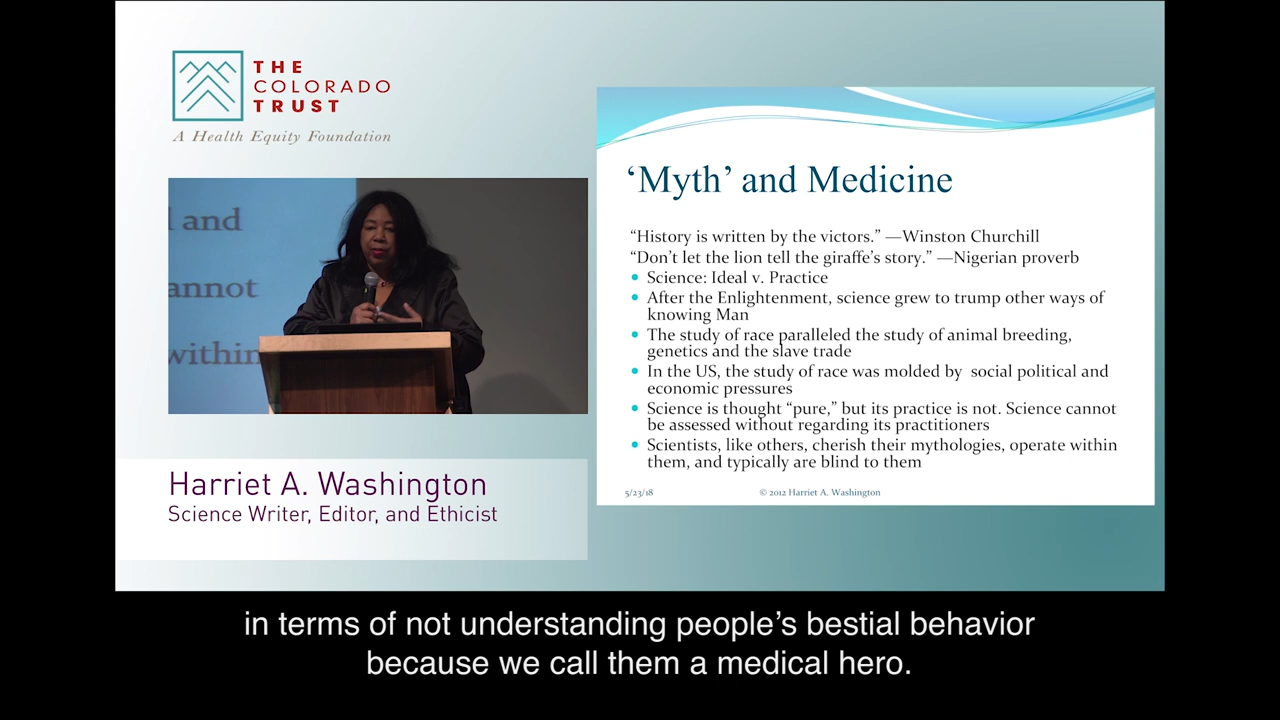 THE
COLORADO
TRUST
A Health Equity Foundation
l and
annot
within
Harriet A. Washington
Science Writer, Editor, and Ethicist
‘Myth’ and Medicine
“History is written by the victors.” —Winston Churchill
“Don’t let the lion tell the giraffe’s story.” —Nigerian proverb
• Science: Ideal v. Practice
• After the Enlightenment, science grew to trump other ways of
knowing Man
• The study of race paralleled the study of animal breeding,
genetics and the slave trade
• In the US, the study of race was molded by  social political and
economic pressures
• Science is thought “pure,” but its practice is not. Science cannot
be assessed without regarding its practitioners
• Scientists, like others, cherish their mythologies, operate within
them, and typically are blind to them
5/23/18
© 2012 Harriet A. Washington
in terms of not understanding people’s bestial behavior
because we call them a medical hero.